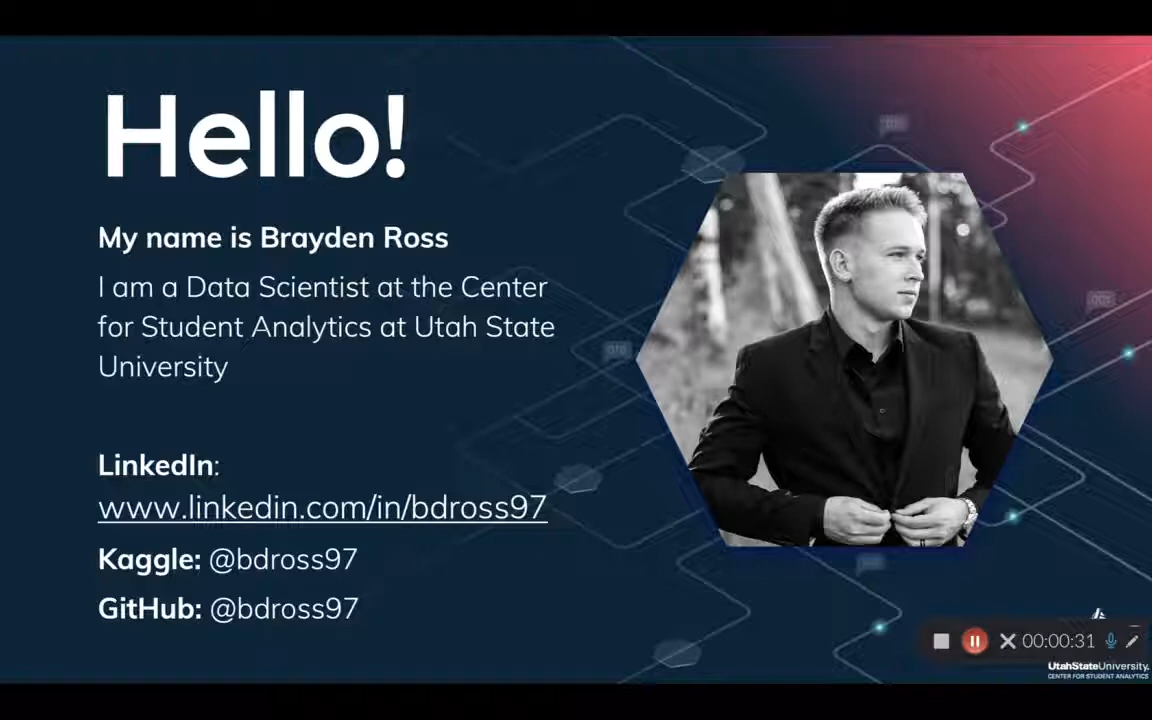 Hello!
My name is Brayden Ross
I am a Data Scientist at the Center
for Student Analytics at Utah State
University
LinkedIn:
www.linkedin.com/in/bdross97
Kaggle: @bdross97
GitHub: @bdross97
00:00:31
UtahStateUniversity.
CENTER FOR STUDENT ANALYTICS